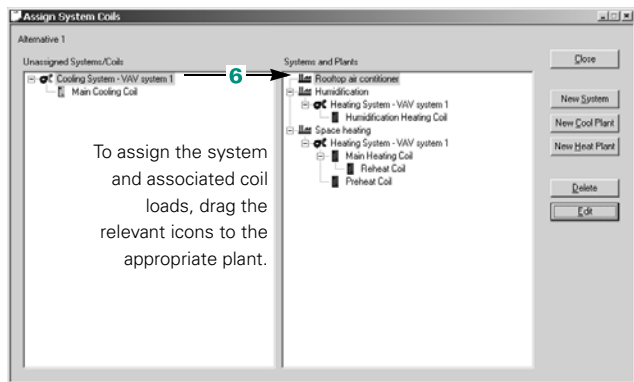 Assign System Coils
Alternative 1
Unassigned Systems/Coils
Cooling System - VAV system 1
Main Cooling Coil
To assign the system
and associated coil
loads, drag the
relevant icons to the
appropriate plant.
6
Systems and Plants
Rooftop air contitioner
Humidification
Heating System - VAV system 1
Humidification Heating Coil
Space heating
Heating System - VAV system 1
Main Heating Coil
Reheat Coil
Preheat Coil
Close
New System
New Cool Plant
New Heat Plant
Delete
Edit